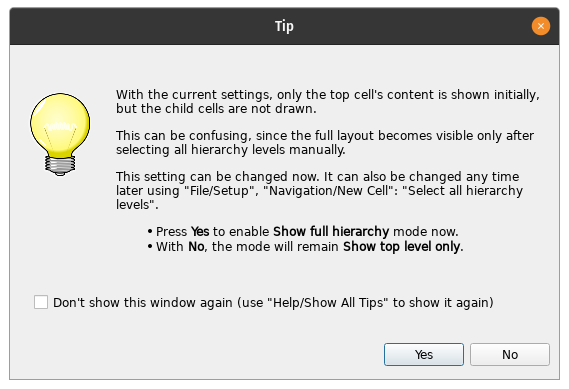 Tip
With the current settings, only the top cell's content is shown initially,
but the child cells are not drawn.
This can be confusing, since the full layout becomes visible only after
selecting all hierarchy levels manually.
This setting can be changed now. It can also be changed any time
later using "File/Setup", "Navigation/New Cell": "Select all hierarchy
levels".
• Press Yes to enable Show full hierarchy mode now.
• With No, the mode will remain Show top level only.
Don't show this window again (use "Help/Show All Tips" to show it again)
Yes
No